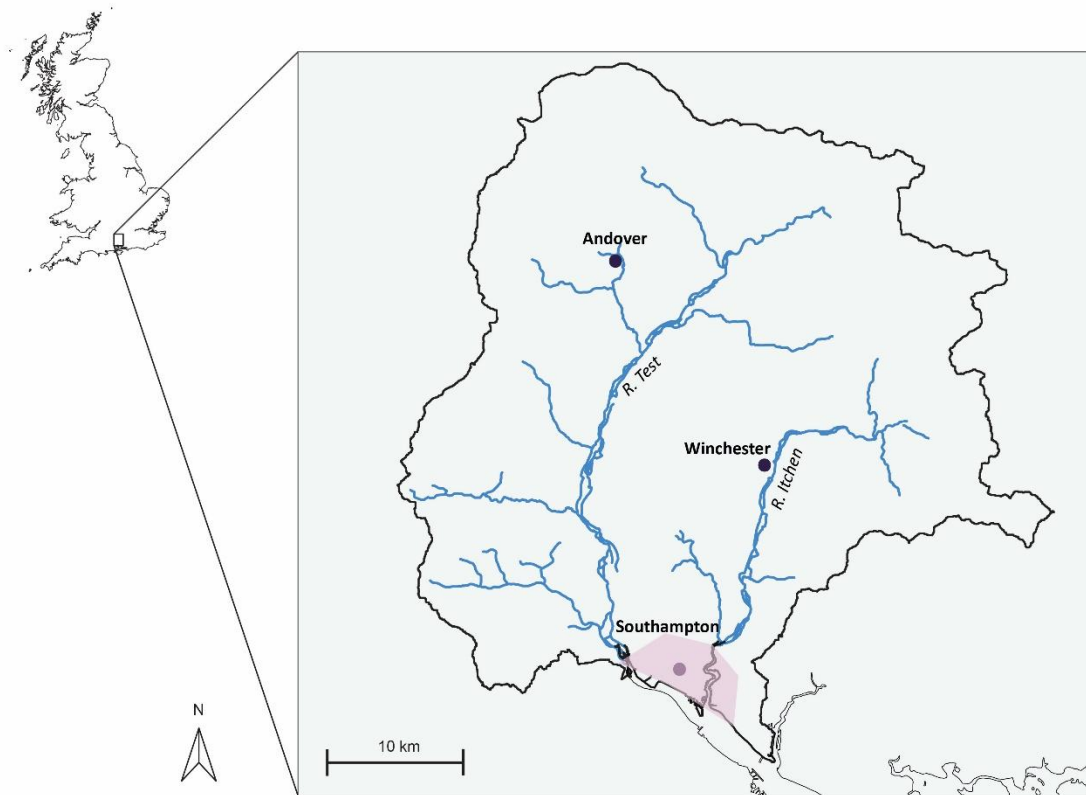 Andover
R. Test
Winchester
R. Itchen
Southampton
N
10 km